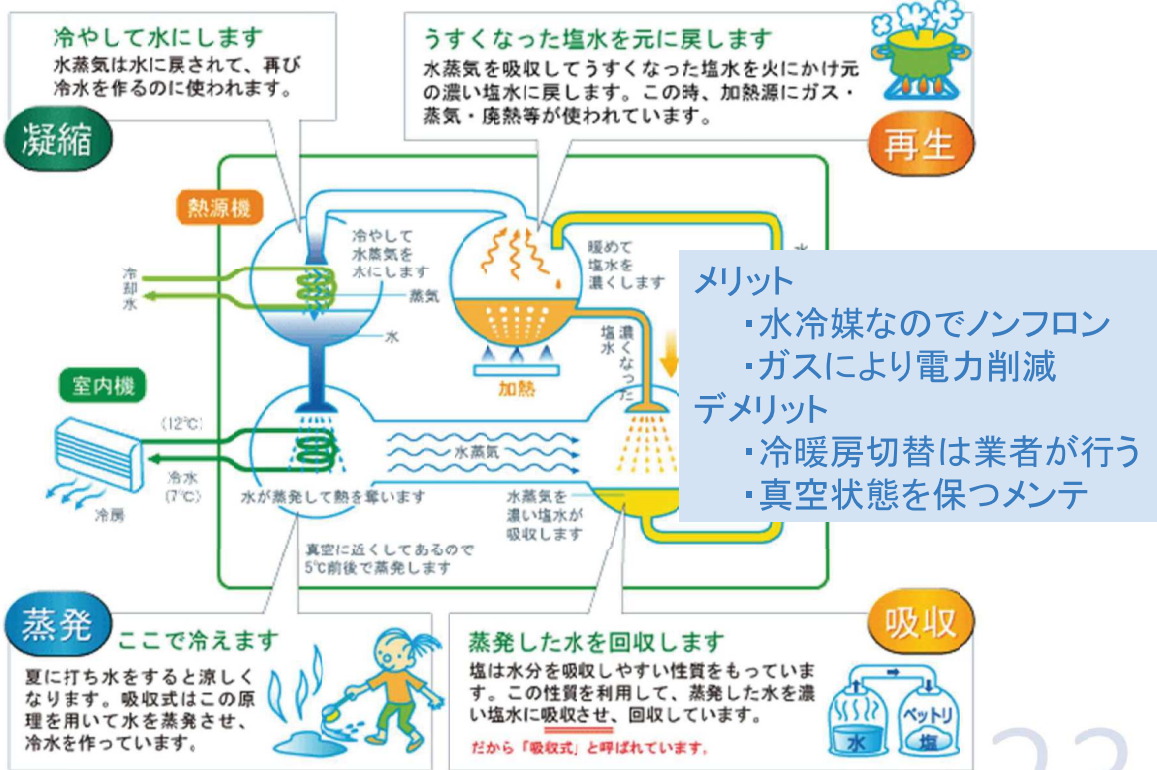 冷やして水にします
水蒸気は水に戻されて、再び
冷水を作るのに使われます。
凝縮
うすくなった塩水を元に戻します
水蒸気を吸収してうすくなった塩水を火にかけ元
の濃い塩水に戻します。この時、加熱源にガス・
蒸気・廃熱等が使われています。
再生
熱源機
冷やして
水蒸気を
水にします
蒸気
水
冷却水
暖めて
塩水を
濃くします
水
濃くなった
塩水
加熱
メリット
・水冷媒なのでノンフロン
・ガスにより電力削減
デメリット
・冷暖房切替は業者が行う
・真空状態を保つメンテ
室内機
(12℃)
冷水
(7℃)
冷房
水蒸気
水が蒸発して熱を奪います
水蒸気を
濃い塩水が
吸収します
真空に近くしてあるので
5℃前後で蒸発します
蒸発
ここで冷えます
夏に打ち水をすると涼しく
なります。吸収式はこの原
理を用いて水を蒸発させ、
冷水を作っています。
吸収
蒸発した水を回収します
塩は水分を吸収しやすい性質をもっていま
す。この性質を利用して、蒸発した水を濃
い塩水に吸収させ、回収しています。
だから「吸収式」と呼ばれています。
水
ペットリ
塩